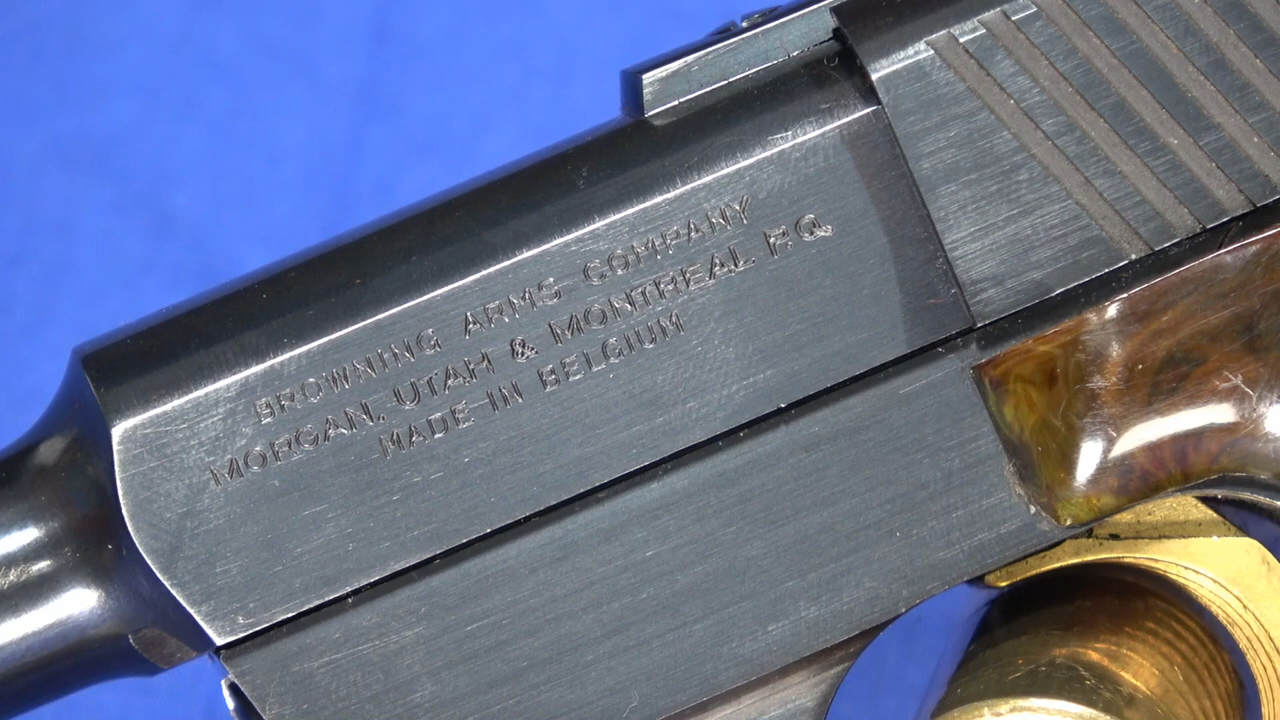 BROWNING ARMS COMPANY
MORGAN, UTAH & MONTREAL P.Q.
MADE IN BELGIUM